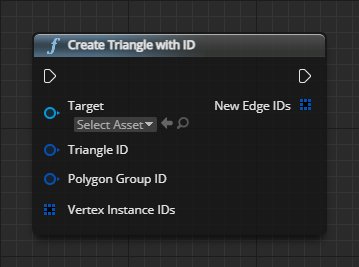 f Create Triangle with ID
Target
Select Asset
New Edge IDs
Triangle ID
Polygon Group ID
Vertex Instance IDs